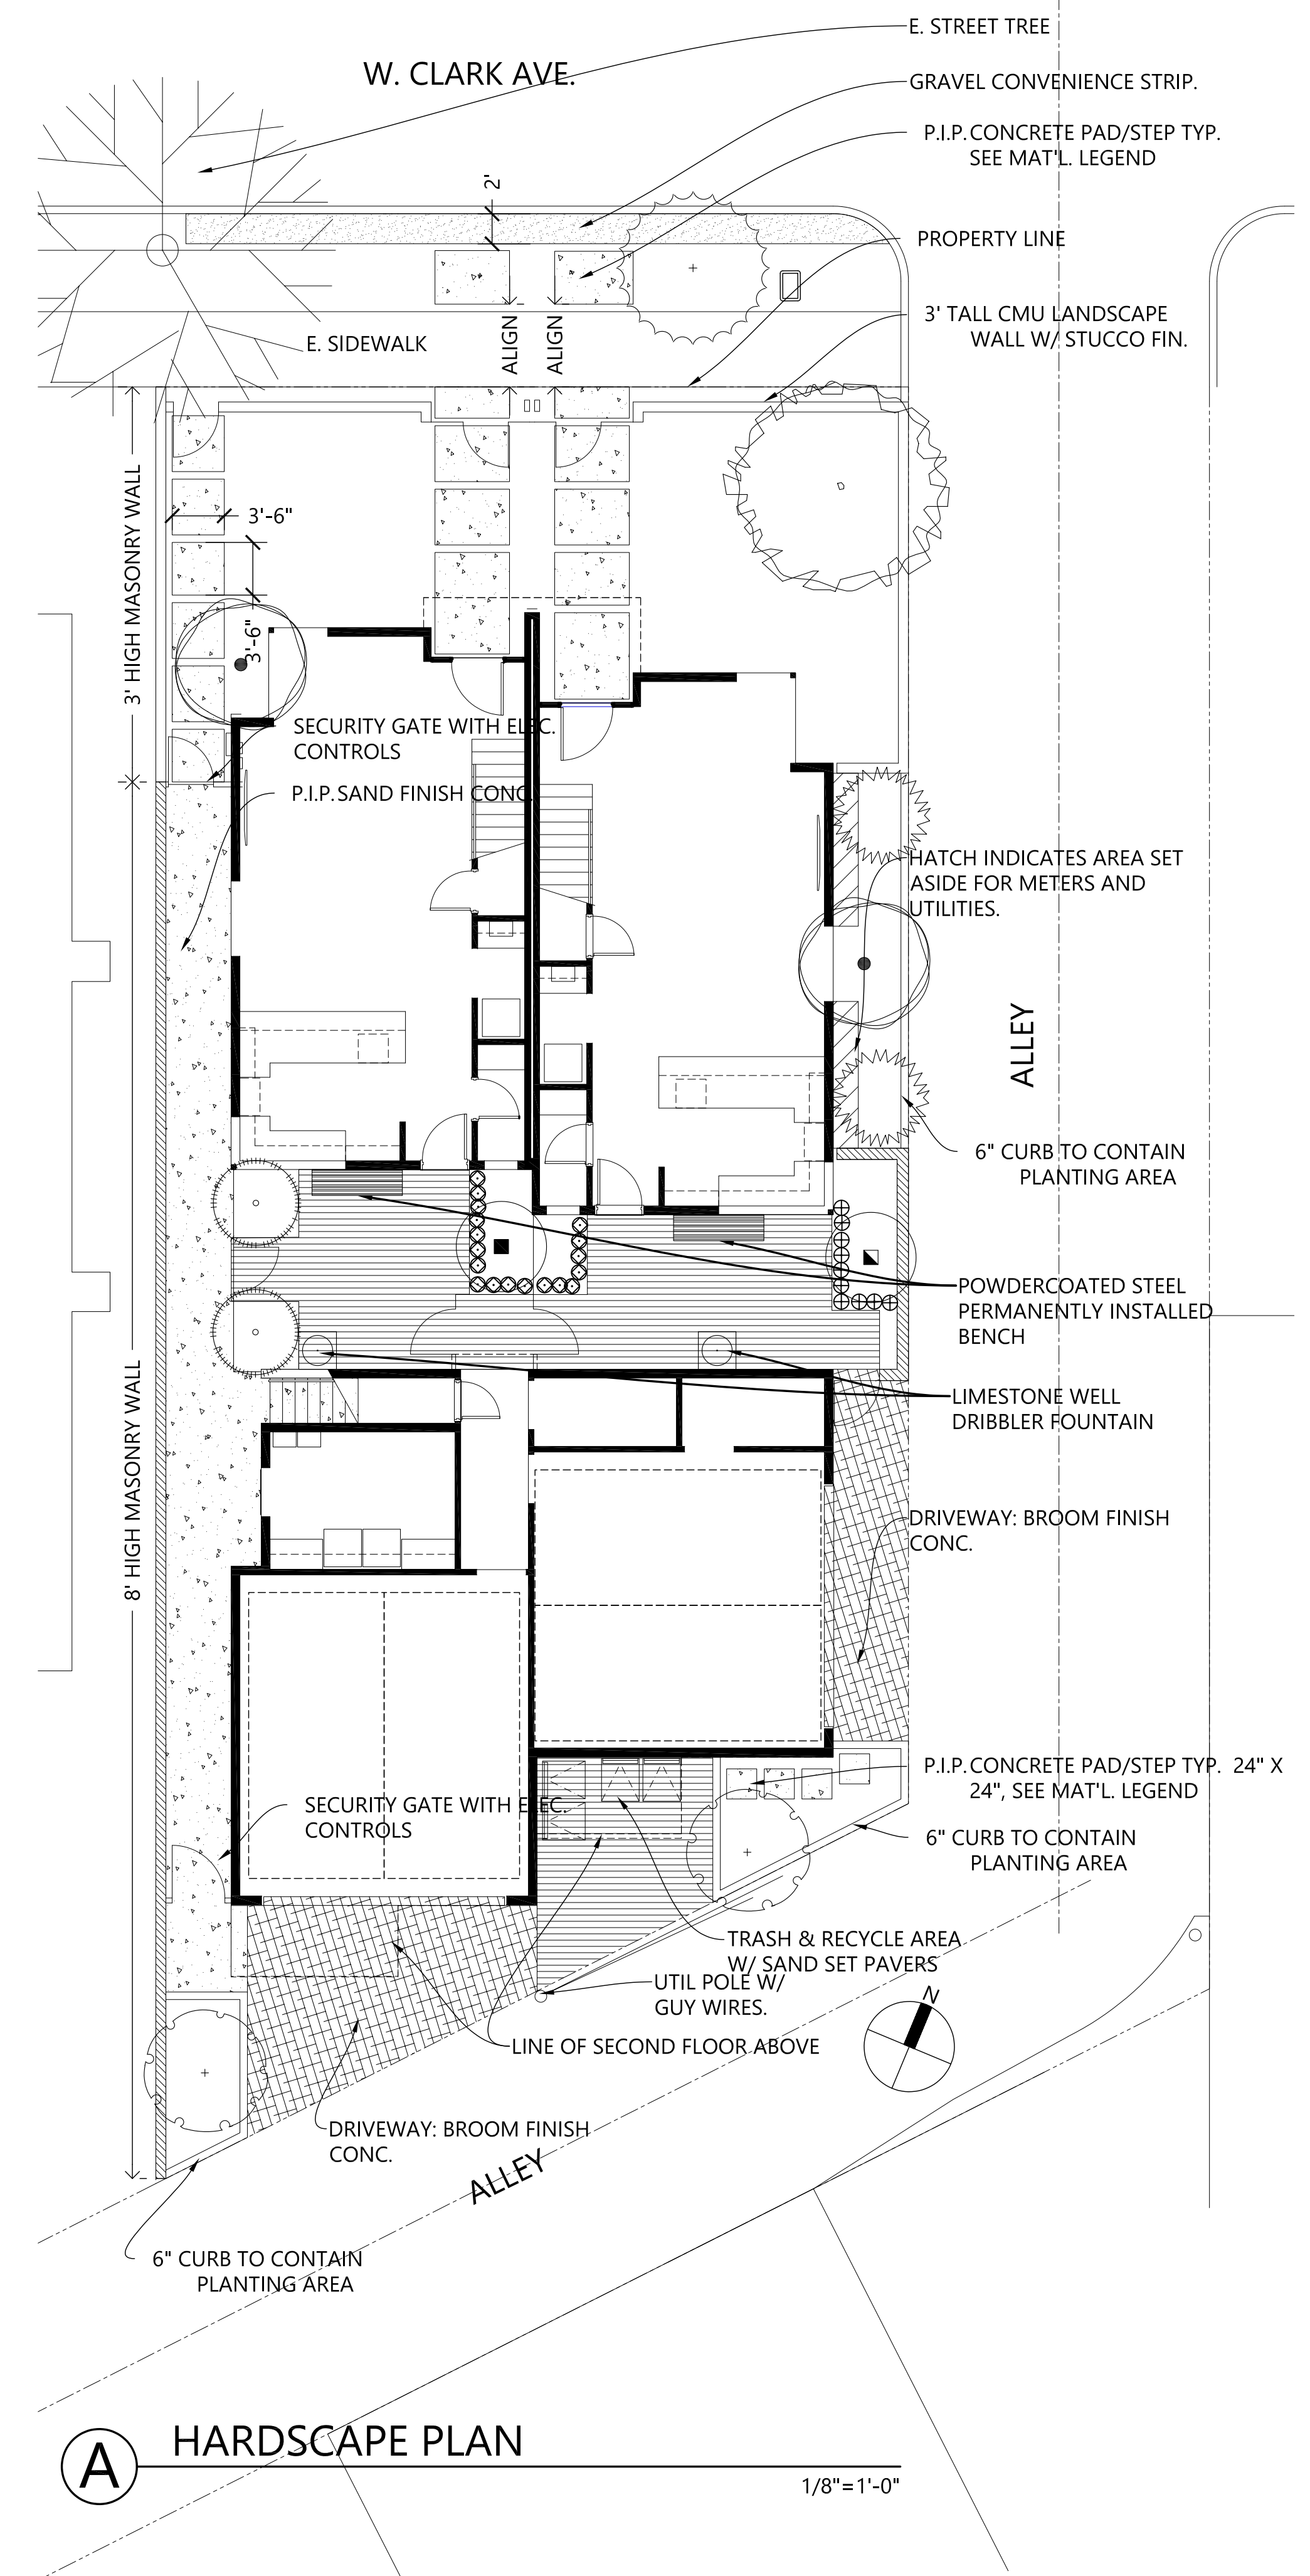 E. STREET TREE
W. CLARK AVE.
GRAVEL CONVENIENCE STRIP.
P.I.P. CONCRETE PAD/STEP TYP.
SEE MAT'L. LEGEND
2'
PROPERTY LINE
3' TALL CMU LANDSCAPE
WALL W/ STUCCO FIN.
E. SIDEWALK
ALIGN
ALIGN
3' HIGH MASONRY WALL
3'-6"
3'-6"
SECURITY GATE WITH ELEC.
CONTROLS
P.I.P. SAND FINISH CONC.
HATCH INDICATES AREA SET
ASIDE FOR METERS AND
UTILITIES.
ALLEY
6" CURB TO CONTAIN
PLANTING AREA
POWDERCOATED STEEL
PERMANENTLY INSTALLED
BENCH
LIMESTONE WELL
DRIBBLER FOUNTAIN
8' HIGH MASONRY WALL
DRIVEWAY: BROOM FINISH
CONC.
P.I.P. CONCRETE PAD/STEP TYP. 24" X
24", SEE MAT'L. LEGEND
SECURITY GATE WITH ELEC.
CONTROLS
6" CURB TO CONTAIN
PLANTING AREA
TRASH & RECYCLE AREA
W/ SAND SET PAVERS
UTIL POLE W/
GUY WIRES.
N
LINE OF SECOND FLOOR ABOVE
DRIVEWAY: BROOM FINISH
CONC.
ALLEY
6" CURB TO CONTAIN
PLANTING AREA
A
HARDSCAPE PLAN
1/8"=1'-0"